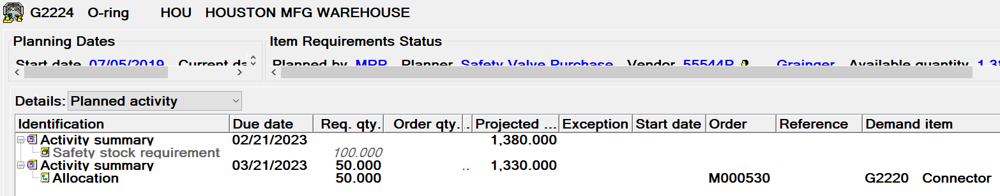 G2224 O-ring HOU HOUSTON MFG WAREHOUSE
Planning Dates Item Requirements Status
Start date 07/05/2019 Current da Planned by MRP Planner Safety Valve Purchase Vendor 55544P Grainger Available quantity 1,38
Details: Planned activity
Identification Due date Req. qty. Order qty. .. Projected ... Exception Start date Order Reference Demand item
Activity summary 02/21/2023 1,380.000
Safety stock requirement 100.000
Activity summary 03/21/2023 50.000 .. 1,330.000
Allocation 50.000 M000530 G2220 Connector